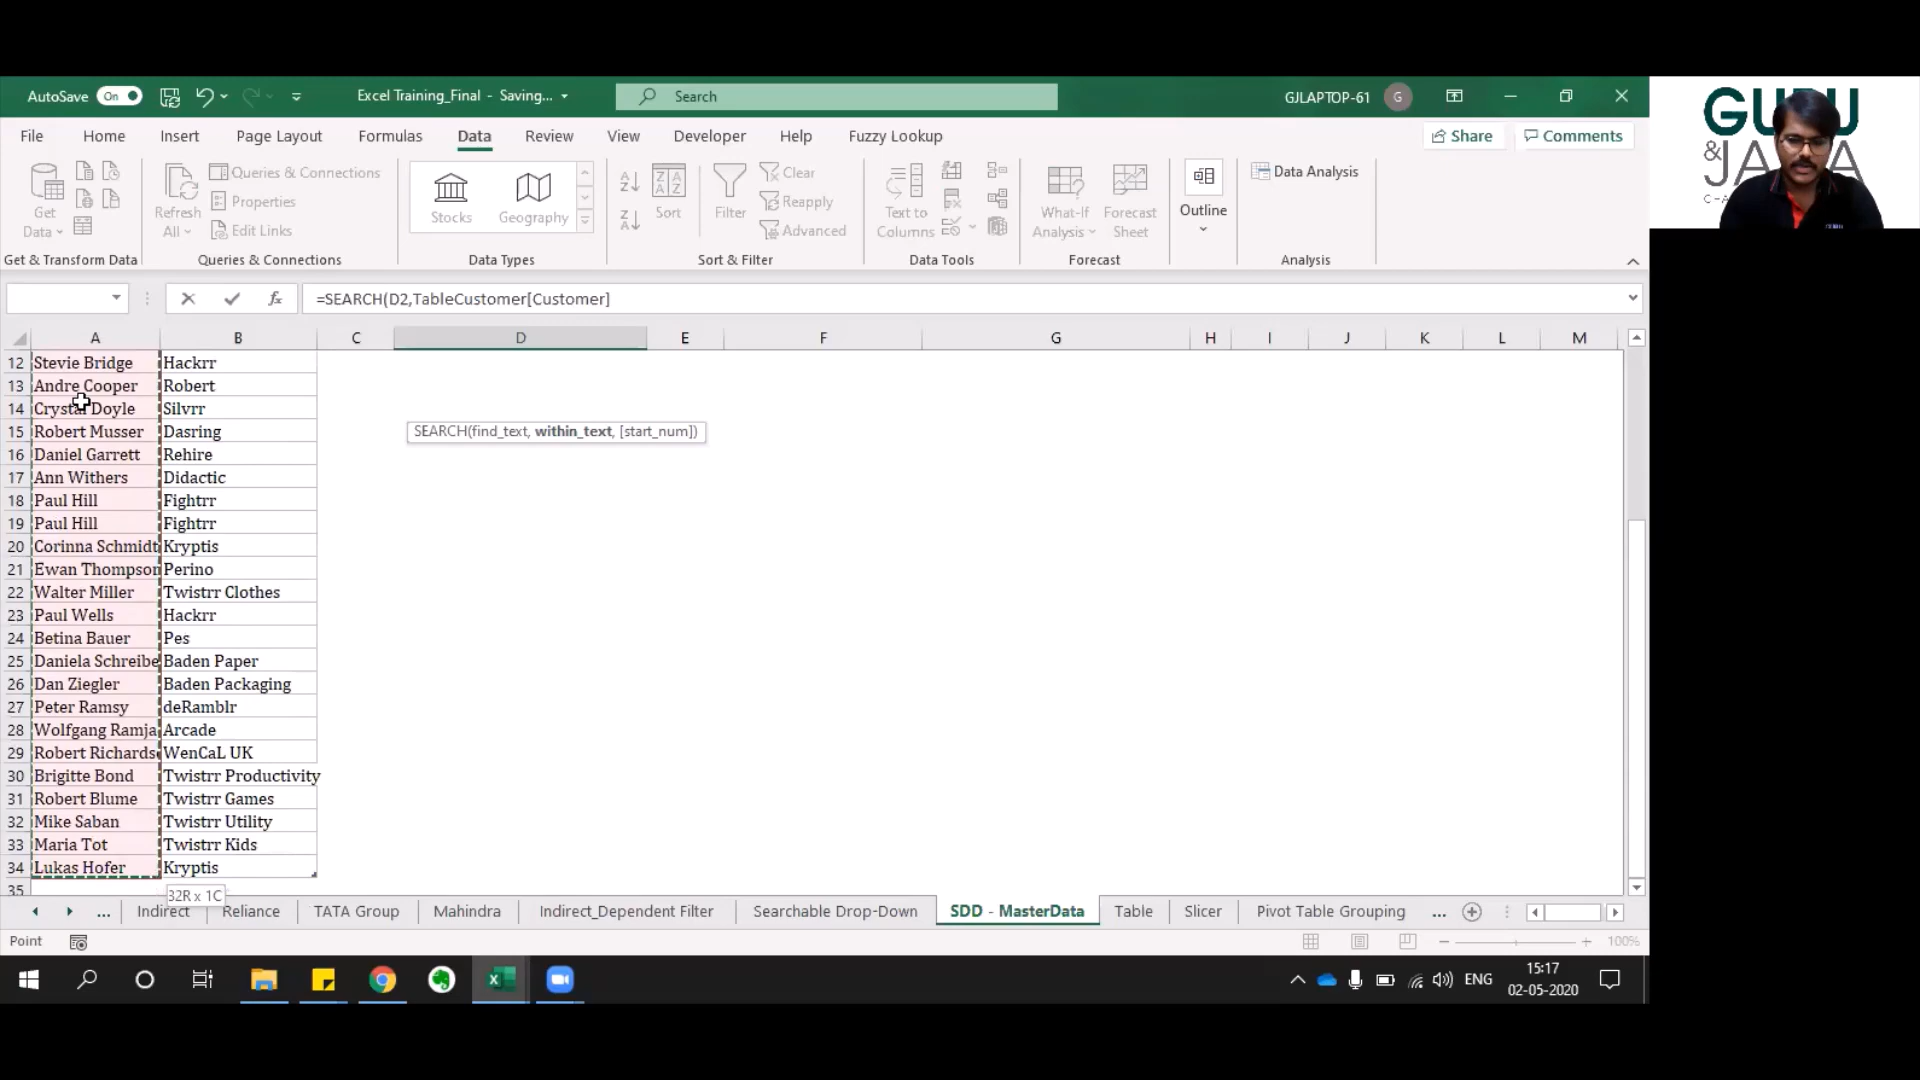 AutoSave On Excel Training_Final - Saving... Search GJLAPTOP-61 G
File Home Insert Page Layout Formulas Data Review View Developer Help Fuzzy Lookup Share Comments
Get Data
Refresh All
Queries & Connections
Properties
Edit Links
Stocks Geography
Sort
Filter
Clear
Reapply
Advanced
Text to Columns
What-If Analysis
Forecast Sheet
Outline
Data Analysis
Get & Transform Data Queries & Connections Data Types Sort & Filter Data Tools Forecast Analysis
fx =SEARCH(D2,TableCustomer[Customer]
A B C D E F G H I J K L M
12 Stevie Bridge Hackrr
13 Andre Cooper Robert
14 Crystal Doyle Silvrr
15 Robert Musser Dasring
SEARCH(find_text, within_text, [start_num])
16 Daniel Garrett Rehire
17 Ann Withers Didactic
18 Paul Hill Fightrr
19 Paul Hill Fightrr
20 Corinna Schmidt Kryptis
21 Ewan Thompson Perino
22 Walter Miller Twistrr Clothes
23 Paul Wells Hackrr
24 Betina Bauer Pes
25 Daniela Schreibe Baden Paper
26 Dan Ziegler Baden Packaging
27 Peter Ramsy deRamblr
28 Wolfgang Ramja Arcade
29 Robert Richards WenCaL UK
30 Brigitte Bond Twistrr Productivity
31 Robert Blume Twistrr Games
32 Mike Saban Twistrr Utility
33 Maria Tot Twistrr Kids
34 Lukas Hofer Kryptis
35
32R x 1C
... Indirect Reliance TATA Group Mahindra Indirect_Dependent Filter Searchable Drop-Down SDD - MasterData Table Slicer Pivot Table Grouping ...
Point 100%
ENG 15:17
02-05-2020